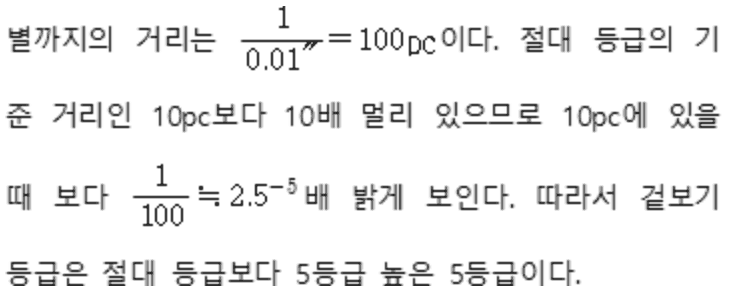 별까지의 거리는 1/0.01″=100pc이다. 절대 등급의 기
준 거리인 10pc보다 10배 멀리 있으므로 10pc에 있을
때 보다 1/100≒2.5⁻⁵배 밝게 보인다. 따라서 겉보기
등급은 절대 등급보다 5등급 높은 5등급이다.